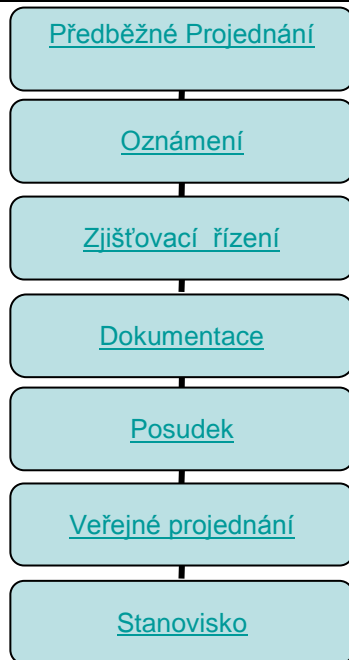 Předběžné Projednání
Oznámení
Zjišťovací řízení
Dokumentace
Posudek
Veřejné projednání
Stanovisko